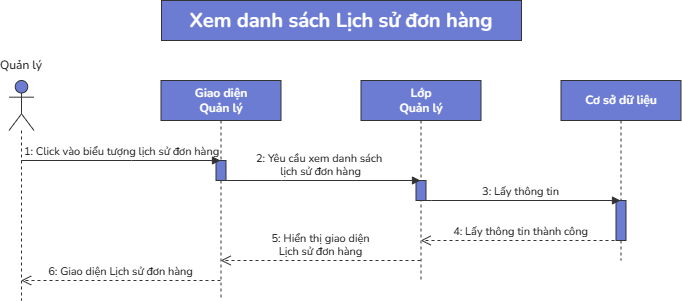 Xem danh sách Lịch sử đơn hàng
Quản lý
Giao diện
Quản lý
Lớp
Quản lý
Cơ sở dữ liệu
1: Click vào biểu tượng lịch sử đơn hàng
2: Yêu cầu xem danh sách
lịch sử đơn hàng
3: Lấy thông tin
4: Lấy thông tin thành công
5: Hiển thị giao diện
Lịch sử đơn hàng
6: Giao diện Lịch sử đơn hàng